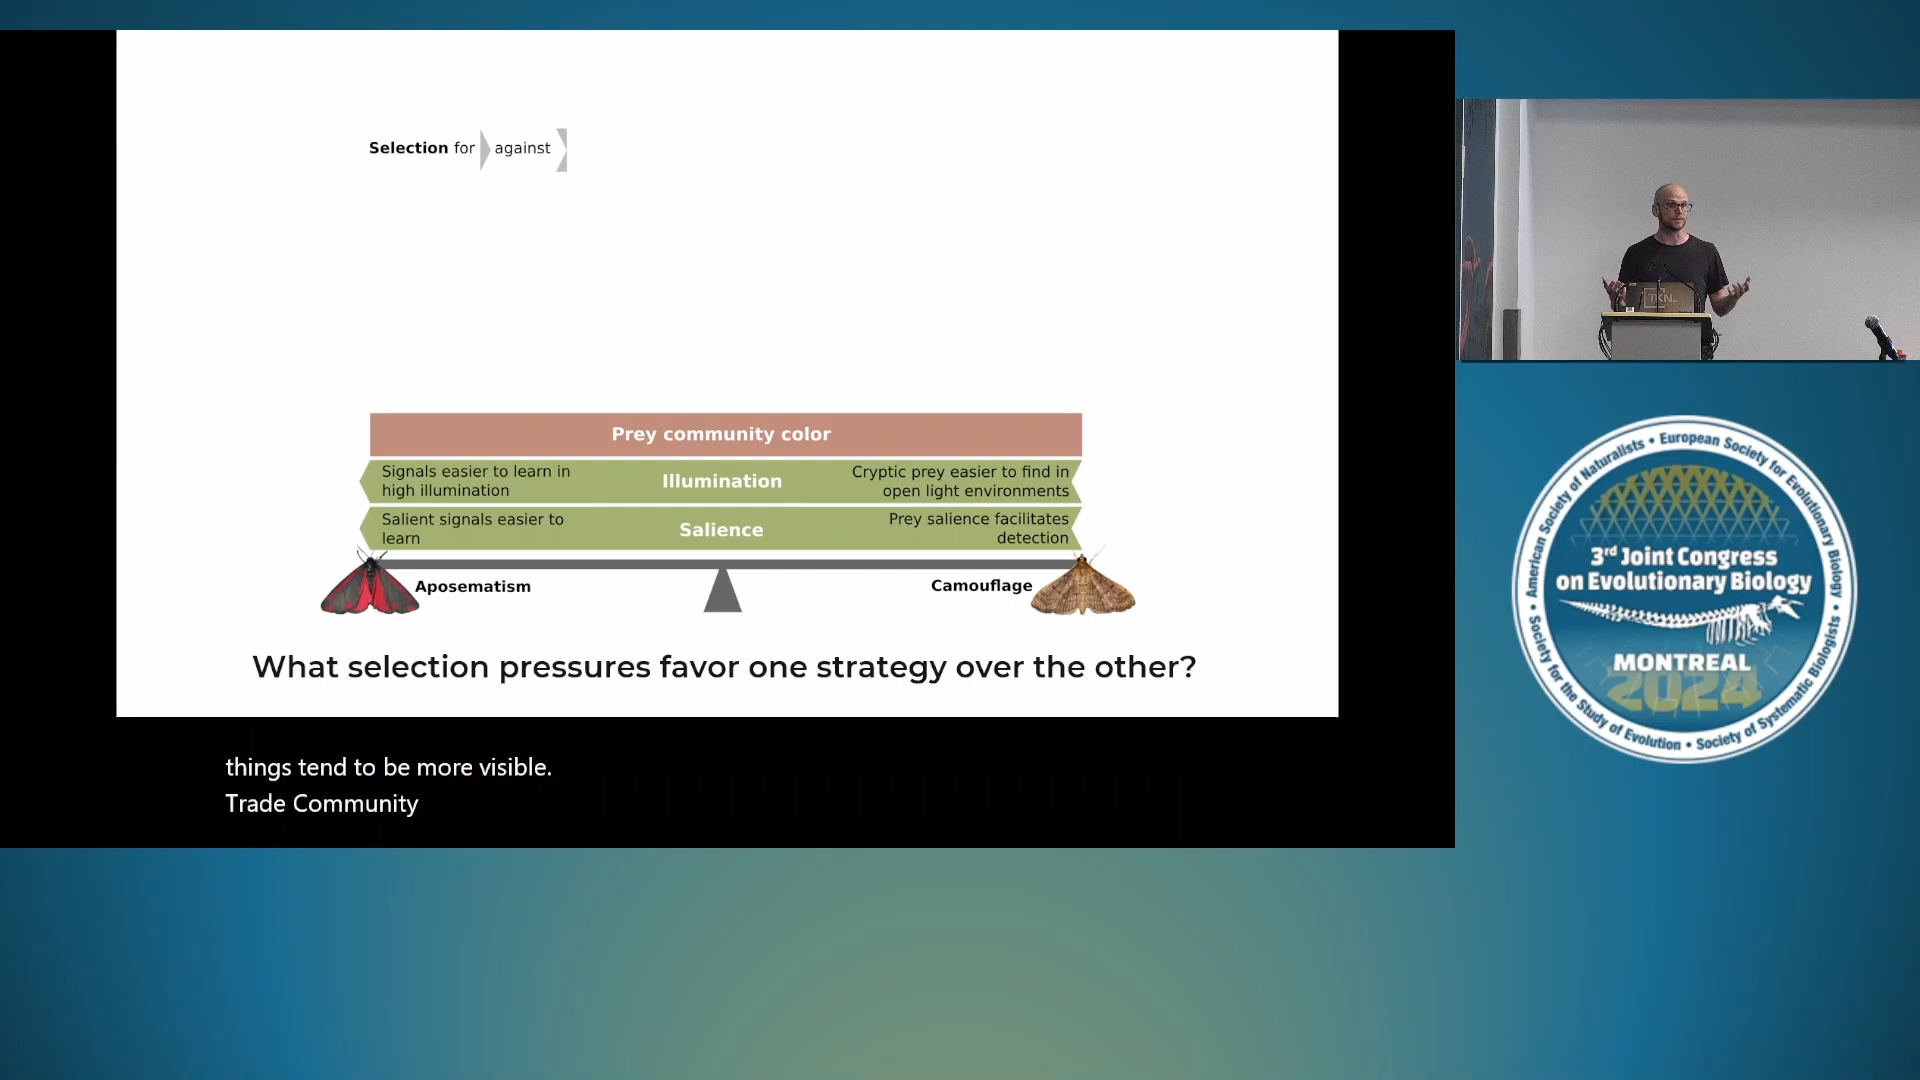 Selection for against
Prey community color
Signals easier to learn in
high illumination
Illumination
Cryptic prey easier to find in
open light environments
Salient signals easier to
learn
Salience
Prey salience facilitates
detection
Aposematism
Camouflage
What selection pressures favor one strategy over the other?
things tend to be more visible.
Trade Community
TKNL
American Society of Naturalists • European Society for Evolutionary Biology • Society of Systematic Biologists • Society for the Study of Evolution •
3rd Joint Congress
on Evolutionary Biology
MONTREAL
2024